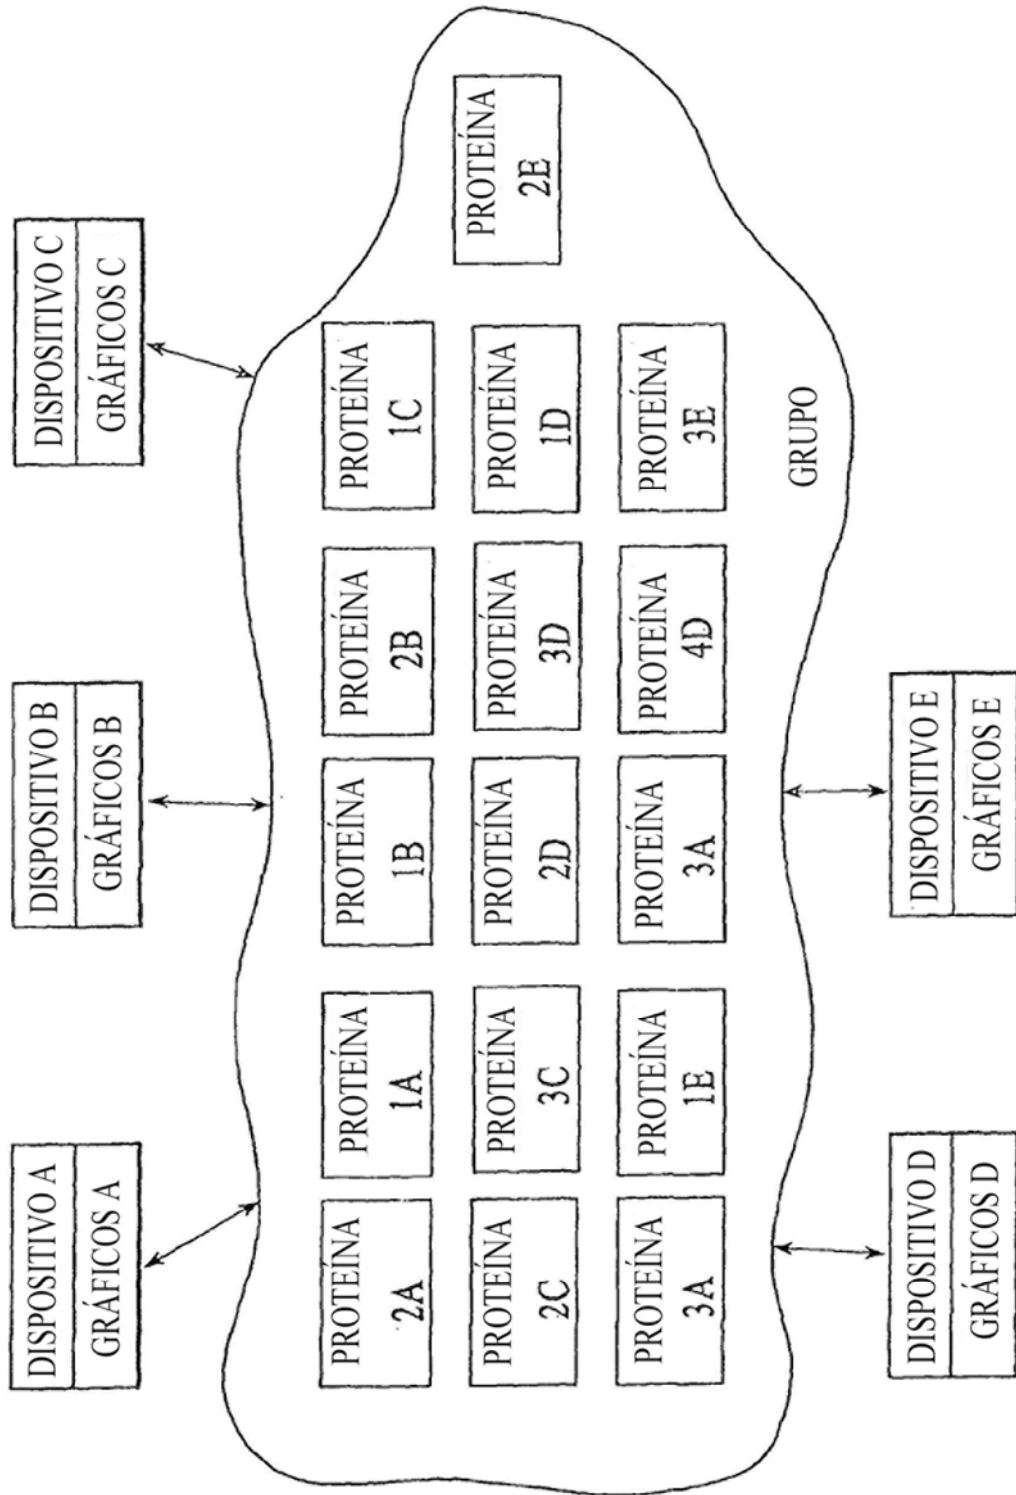 DISPOSITIVO A
GRÁFICOS A
DISPOSITIVO B
GRÁFICOS B
DISPOSITIVO C
GRÁFICOS C
PROTEÍNA
2A
PROTEÍNA
1A
PROTEÍNA
1B
PROTEÍNA
2B
PROTEÍNA
1C
PROTEÍNA
2C
PROTEÍNA
3C
PROTEÍNA
2D
PROTEÍNA
3D
PROTEÍNA
1D
PROTEÍNA
2E
PROTEÍNA
3A
PROTEÍNA
1E
PROTEÍNA
3A
PROTEÍNA
4D
PROTEÍNA
3E
GRUPO
DISPOSITIVO D
GRÁFICOS D
DISPOSITIVO E
GRÁFICOS E